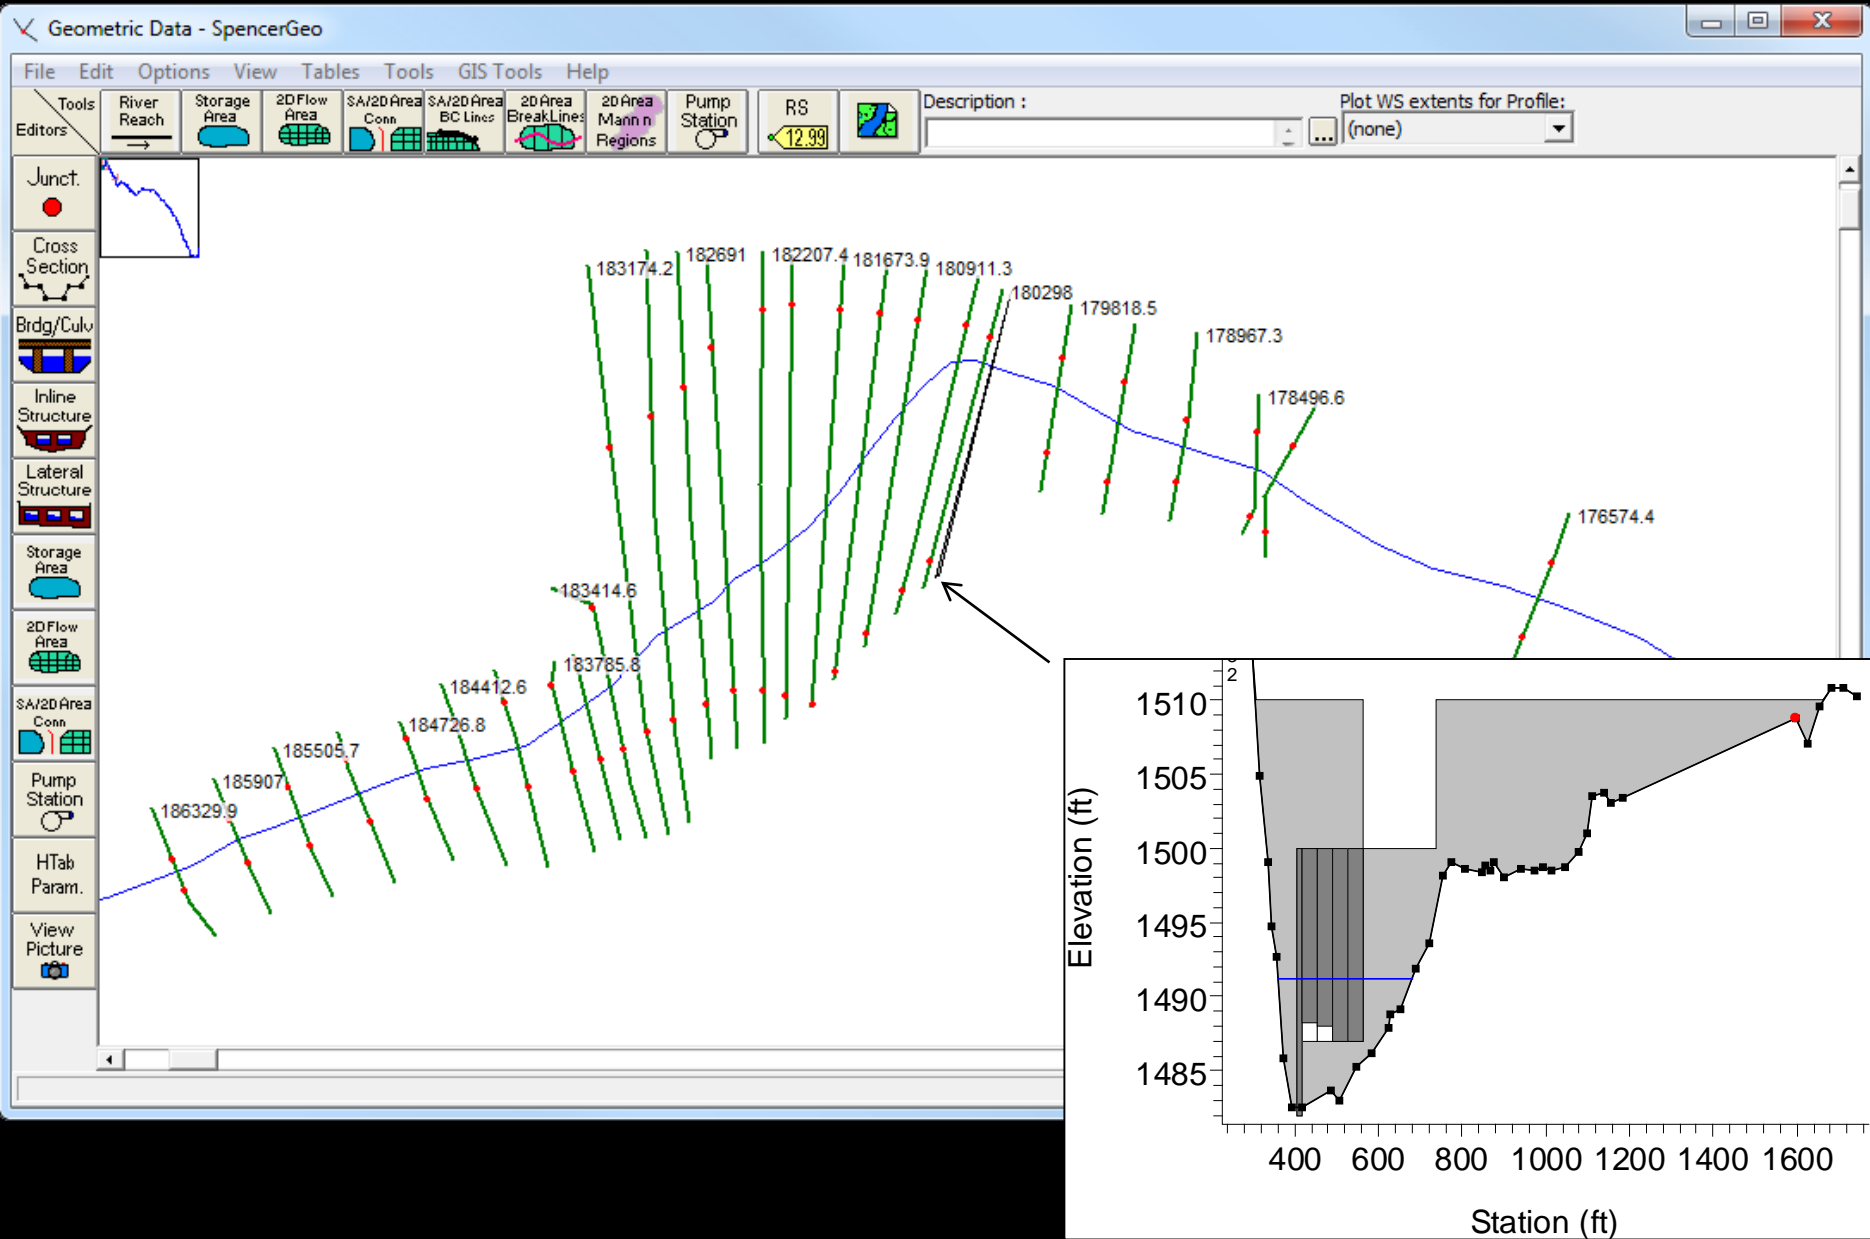 Geometric Data - SpencerGeo
File Edit Options View Tables Tools GIS Tools Help
Tools
Editors
River
Reach
Storage
Area
2D Flow
Area
SA/2D Area
Conn
SA/2D Area
BC Lines
2D Area
BreakLines
2D Area
Mann n
Regions
Pump
Station
RS
12.99
Description :
...
Plot WS extents for Profile:
(none)
Junct.
Cross
Section
Brdg/Culv
Inline
Structure
Lateral
Structure
Storage
Area
2D Flow
Area
SA/2D Area
Conn
Pump
Station
HTab
Param.
View
Picture
183174.2
182691
182207.4
181673.9
180911.3
180298
179818.5
178967.3
178496.6
176574.4
183414.6
183785.8
184412.6
184726.8
185505.7
185907
186329.9
2
1510
1505
1500
1495
1490
1485
Elevation (ft)
400 600 800 1000 1200 1400 1600
Station (ft)